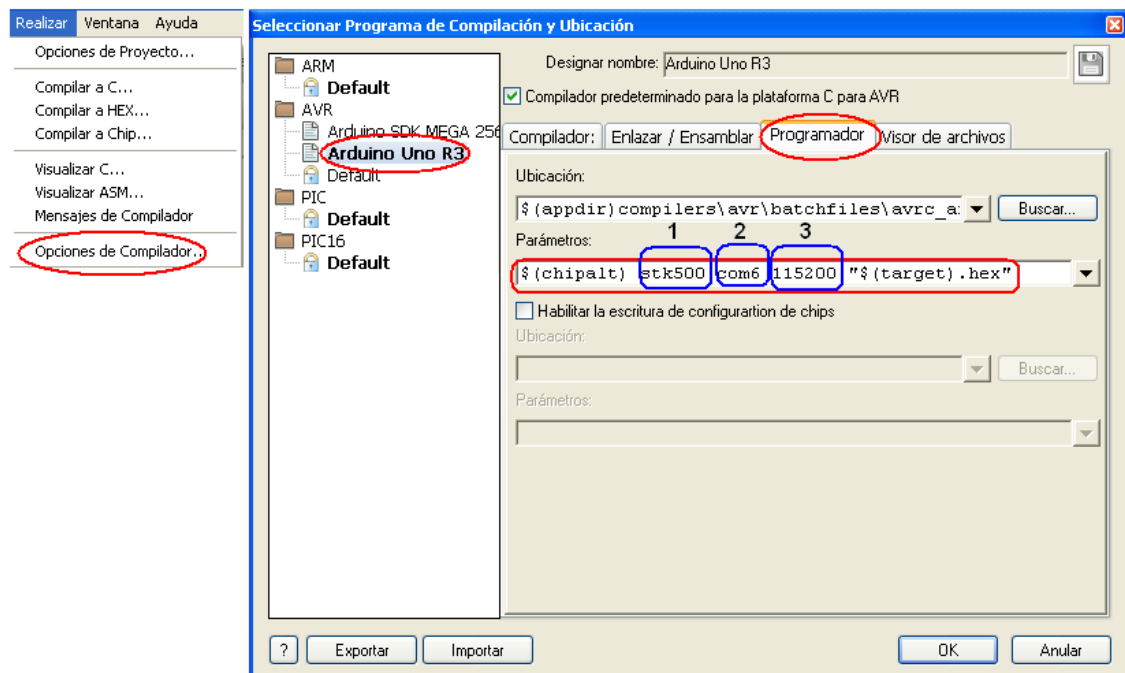 Realizar Ventana Ayuda
Opciones de Proyecto...
Compilar a C...
Compilar a HEX...
Compilar a Chip...
Visualizar C...
Visualizar ASM...
Mensajes de Compilador
Opciones de Compilador..
Seleccionar Programa de Compilación y Ubicación
ARM
Default
AVR
Arduino SDK MEGA 256
Arduino Uno R3
Default
PIC
Default
PIC16
Default
Designar nombre: Arduino Uno R3
Compilador predeterminado para la plataforma C para AVR
Compilador: Enlazar / Ensamblar Programador Visor de archivos
Ubicación:
$(appdir)compilers\avr\batchfiles\avrc_a Buscar...
1 2 3
Parámetros:
$(chipalt) stk500 com6 115200 "$(target).hex"
Habilitar la escritura de configurartion de chips
Ubicación:
Buscar...
Parámetros:
? Exportar Importar OK Anular